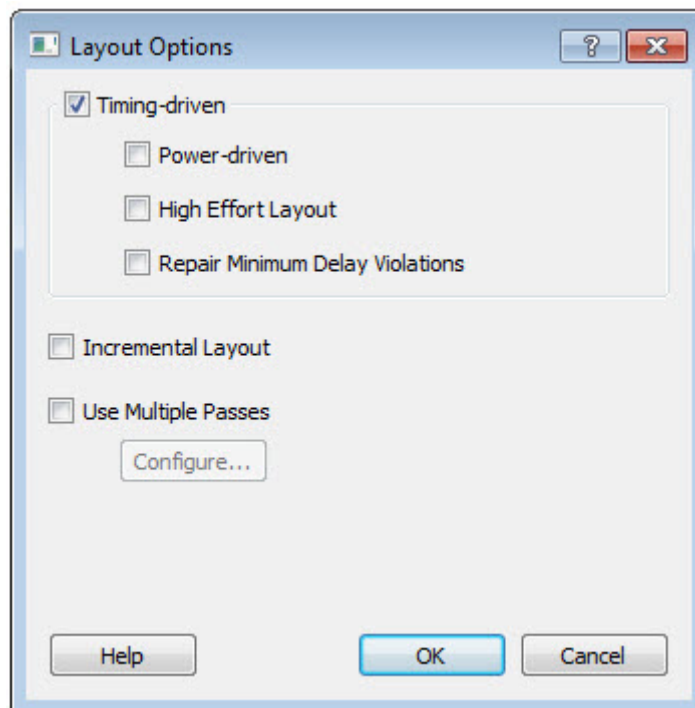 Layout Options
?
Timing-driven
Power-driven
High Effort Layout
Repair Minimum Delay Violations
Incremental Layout
Use Multiple Passes
Configure...
Help OK Cancel